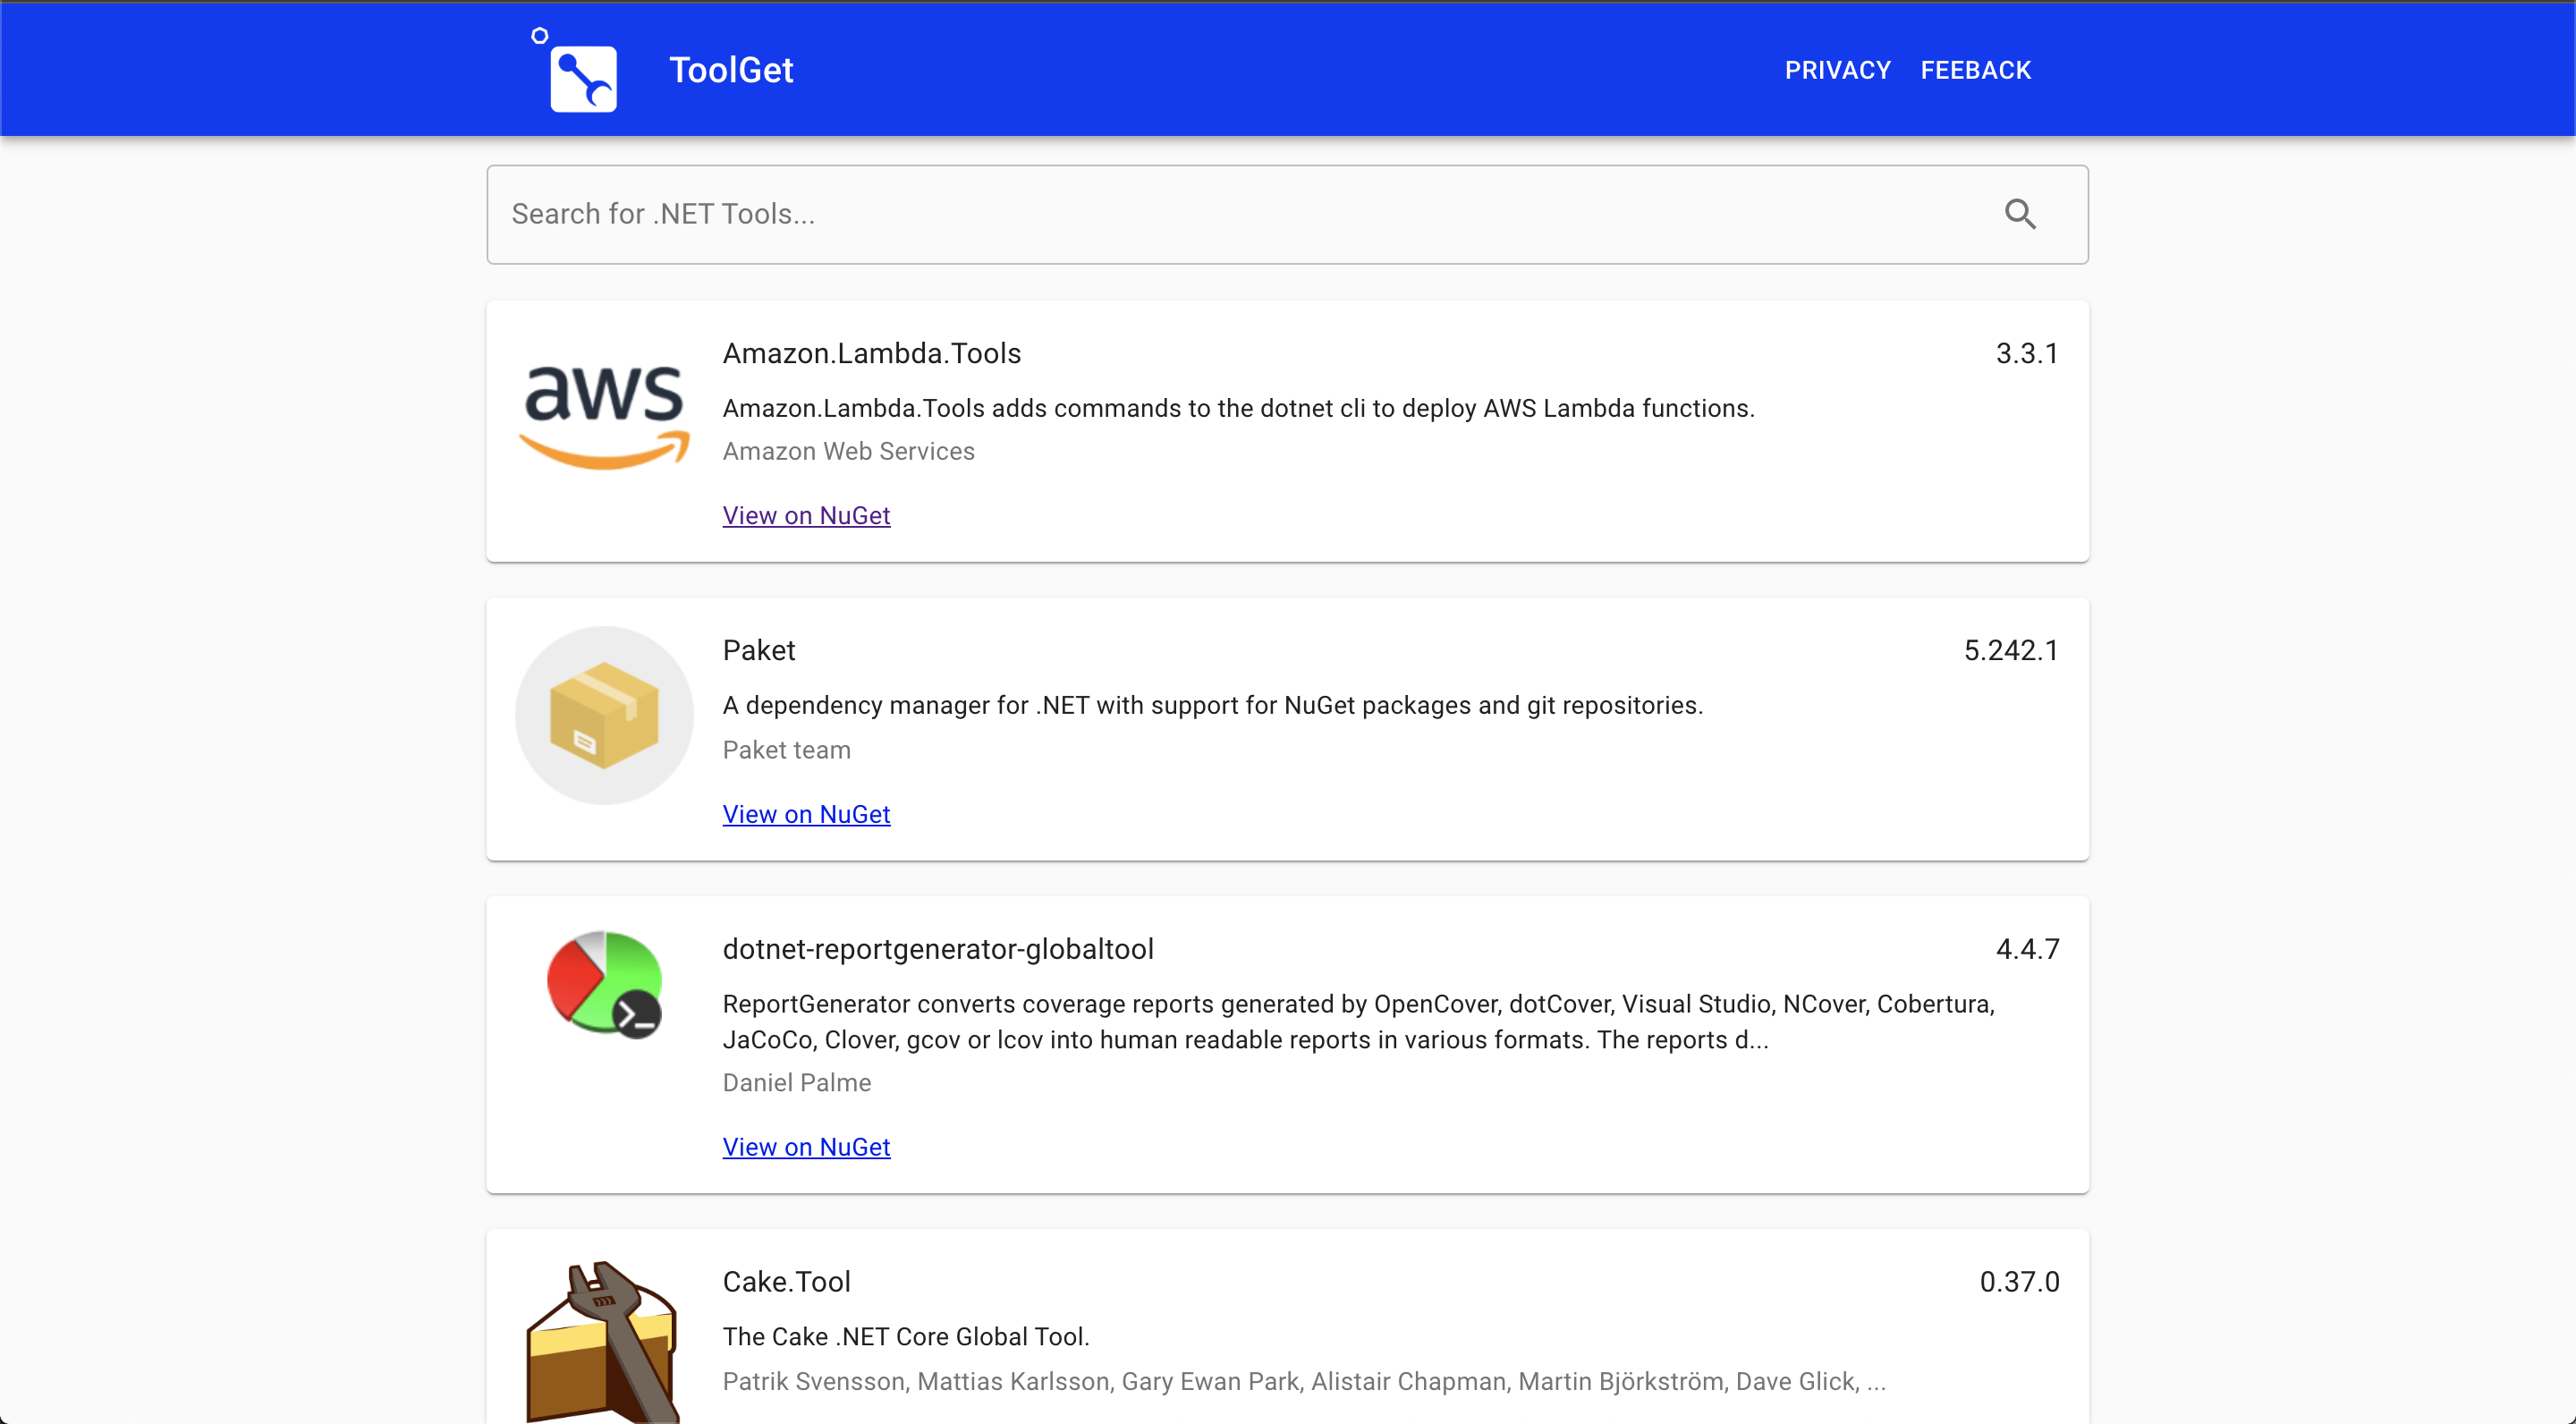 ToolGet
PRIVACY FEEBACK
Search for .NET Tools...
aws
Amazon.Lambda.Tools 3.3.1
Amazon.Lambda.Tools adds commands to the dotnet cli to deploy AWS Lambda functions.
Amazon Web Services
View on NuGet
Paket 5.242.1
A dependency manager for .NET with support for NuGet packages and git repositories.
Paket team
View on NuGet
dotnet-reportgenerator-globaltool 4.4.7
ReportGenerator converts coverage reports generated by OpenCover, dotCover, Visual Studio, NCover, Cobertura,
JaCoCo, Clover, gcov or lcov into human readable reports in various formats. The reports d...
Daniel Palme
View on NuGet
Cake.Tool 0.37.0
The Cake .NET Core Global Tool.
Patrik Svensson, Mattias Karlsson, Gary Ewan Park, Alistair Chapman, Martin Björkström, Dave Glick, ...